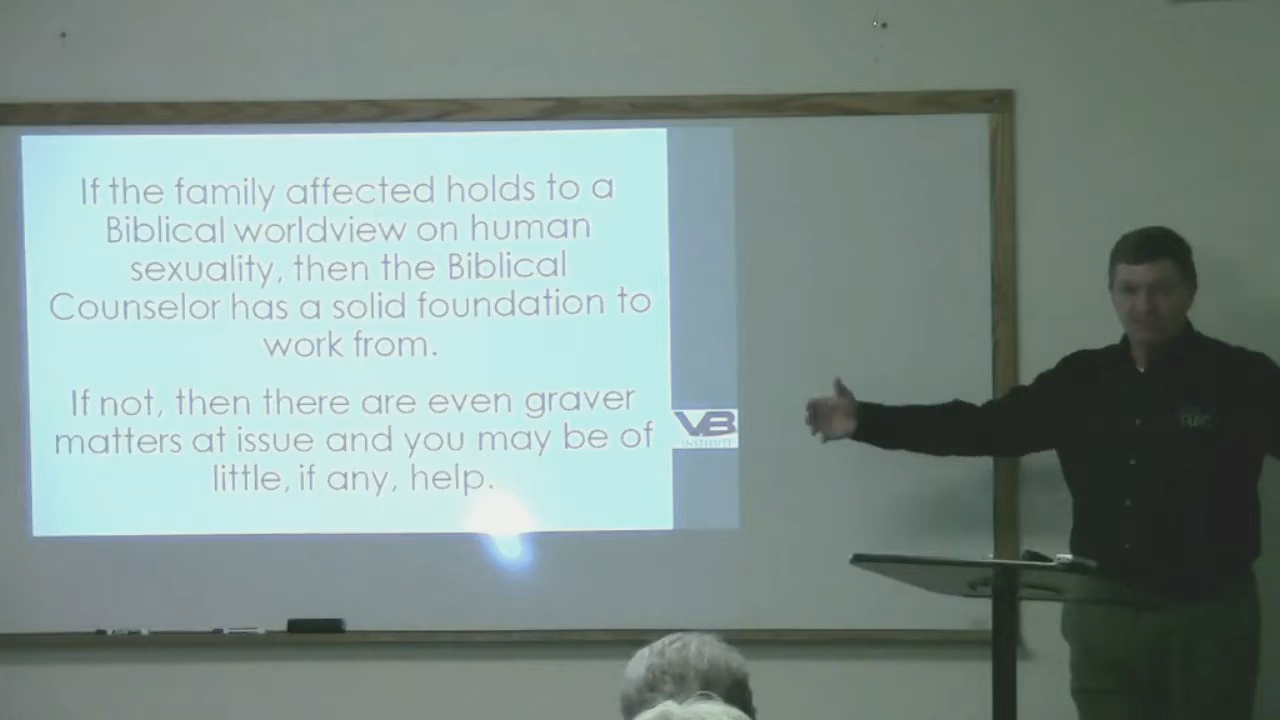 If the family affected holds to a
Biblical worldview on human
sexuality, then the Biblical
Counselor has a solid foundation to
work from.
If not, then there are even graver
matters at issue and you may be of
little, if any, help.
VB
INSTITUTE